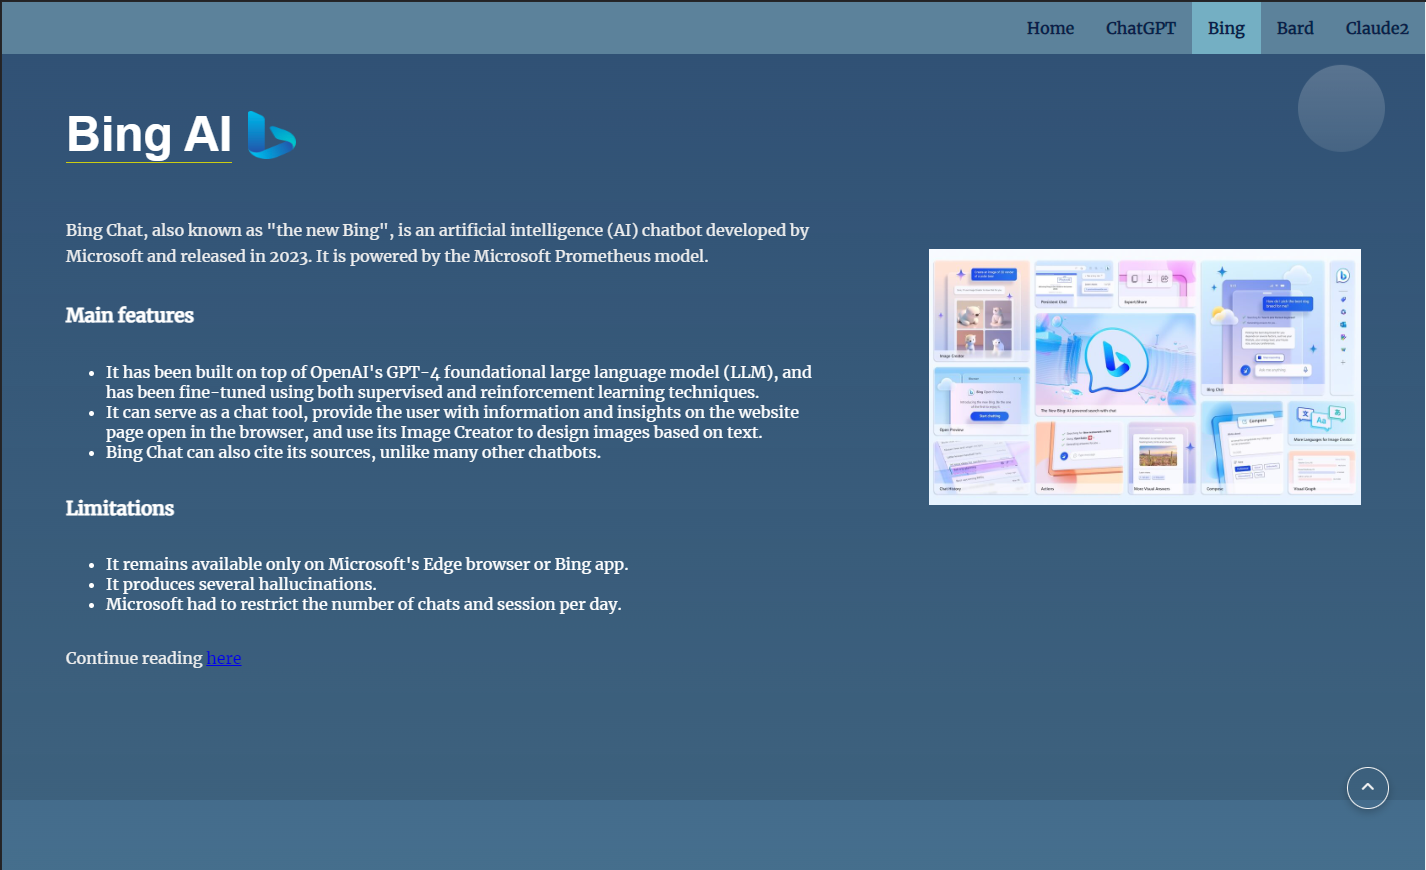 Home ChatGPT Bing Bard Claude2
Bing AI
Bing Chat, also known as "the new Bing", is an artificial intelligence (AI) chatbot developed by
Microsoft and released in 2023. It is powered by the Microsoft Prometheus model.
Main features
It has been built on top of OpenAI's GPT-4 foundational large language model (LLM), and
has been fine-tuned using both supervised and reinforcement learning techniques.
It can serve as a chat tool, provide the user with information and insights on the website
page open in the browser, and use its Image Creator to design images based on text.
Bing Chat can also cite its sources, unlike many other chatbots.
Limitations
It remains available only on Microsoft's Edge browser or Bing app.
It produces several hallucinations.
Microsoft had to restrict the number of chats and session per day.
Continue reading here
Image Creator
Persistent Chat
Export/Share
Bing Chat
The New Bing: AI-powered search with chat
Open Preview
Start chatting
Chat History
Actions
More Visual Answers
Compose
Compose
More Languages for Image Creator
Visual Graph